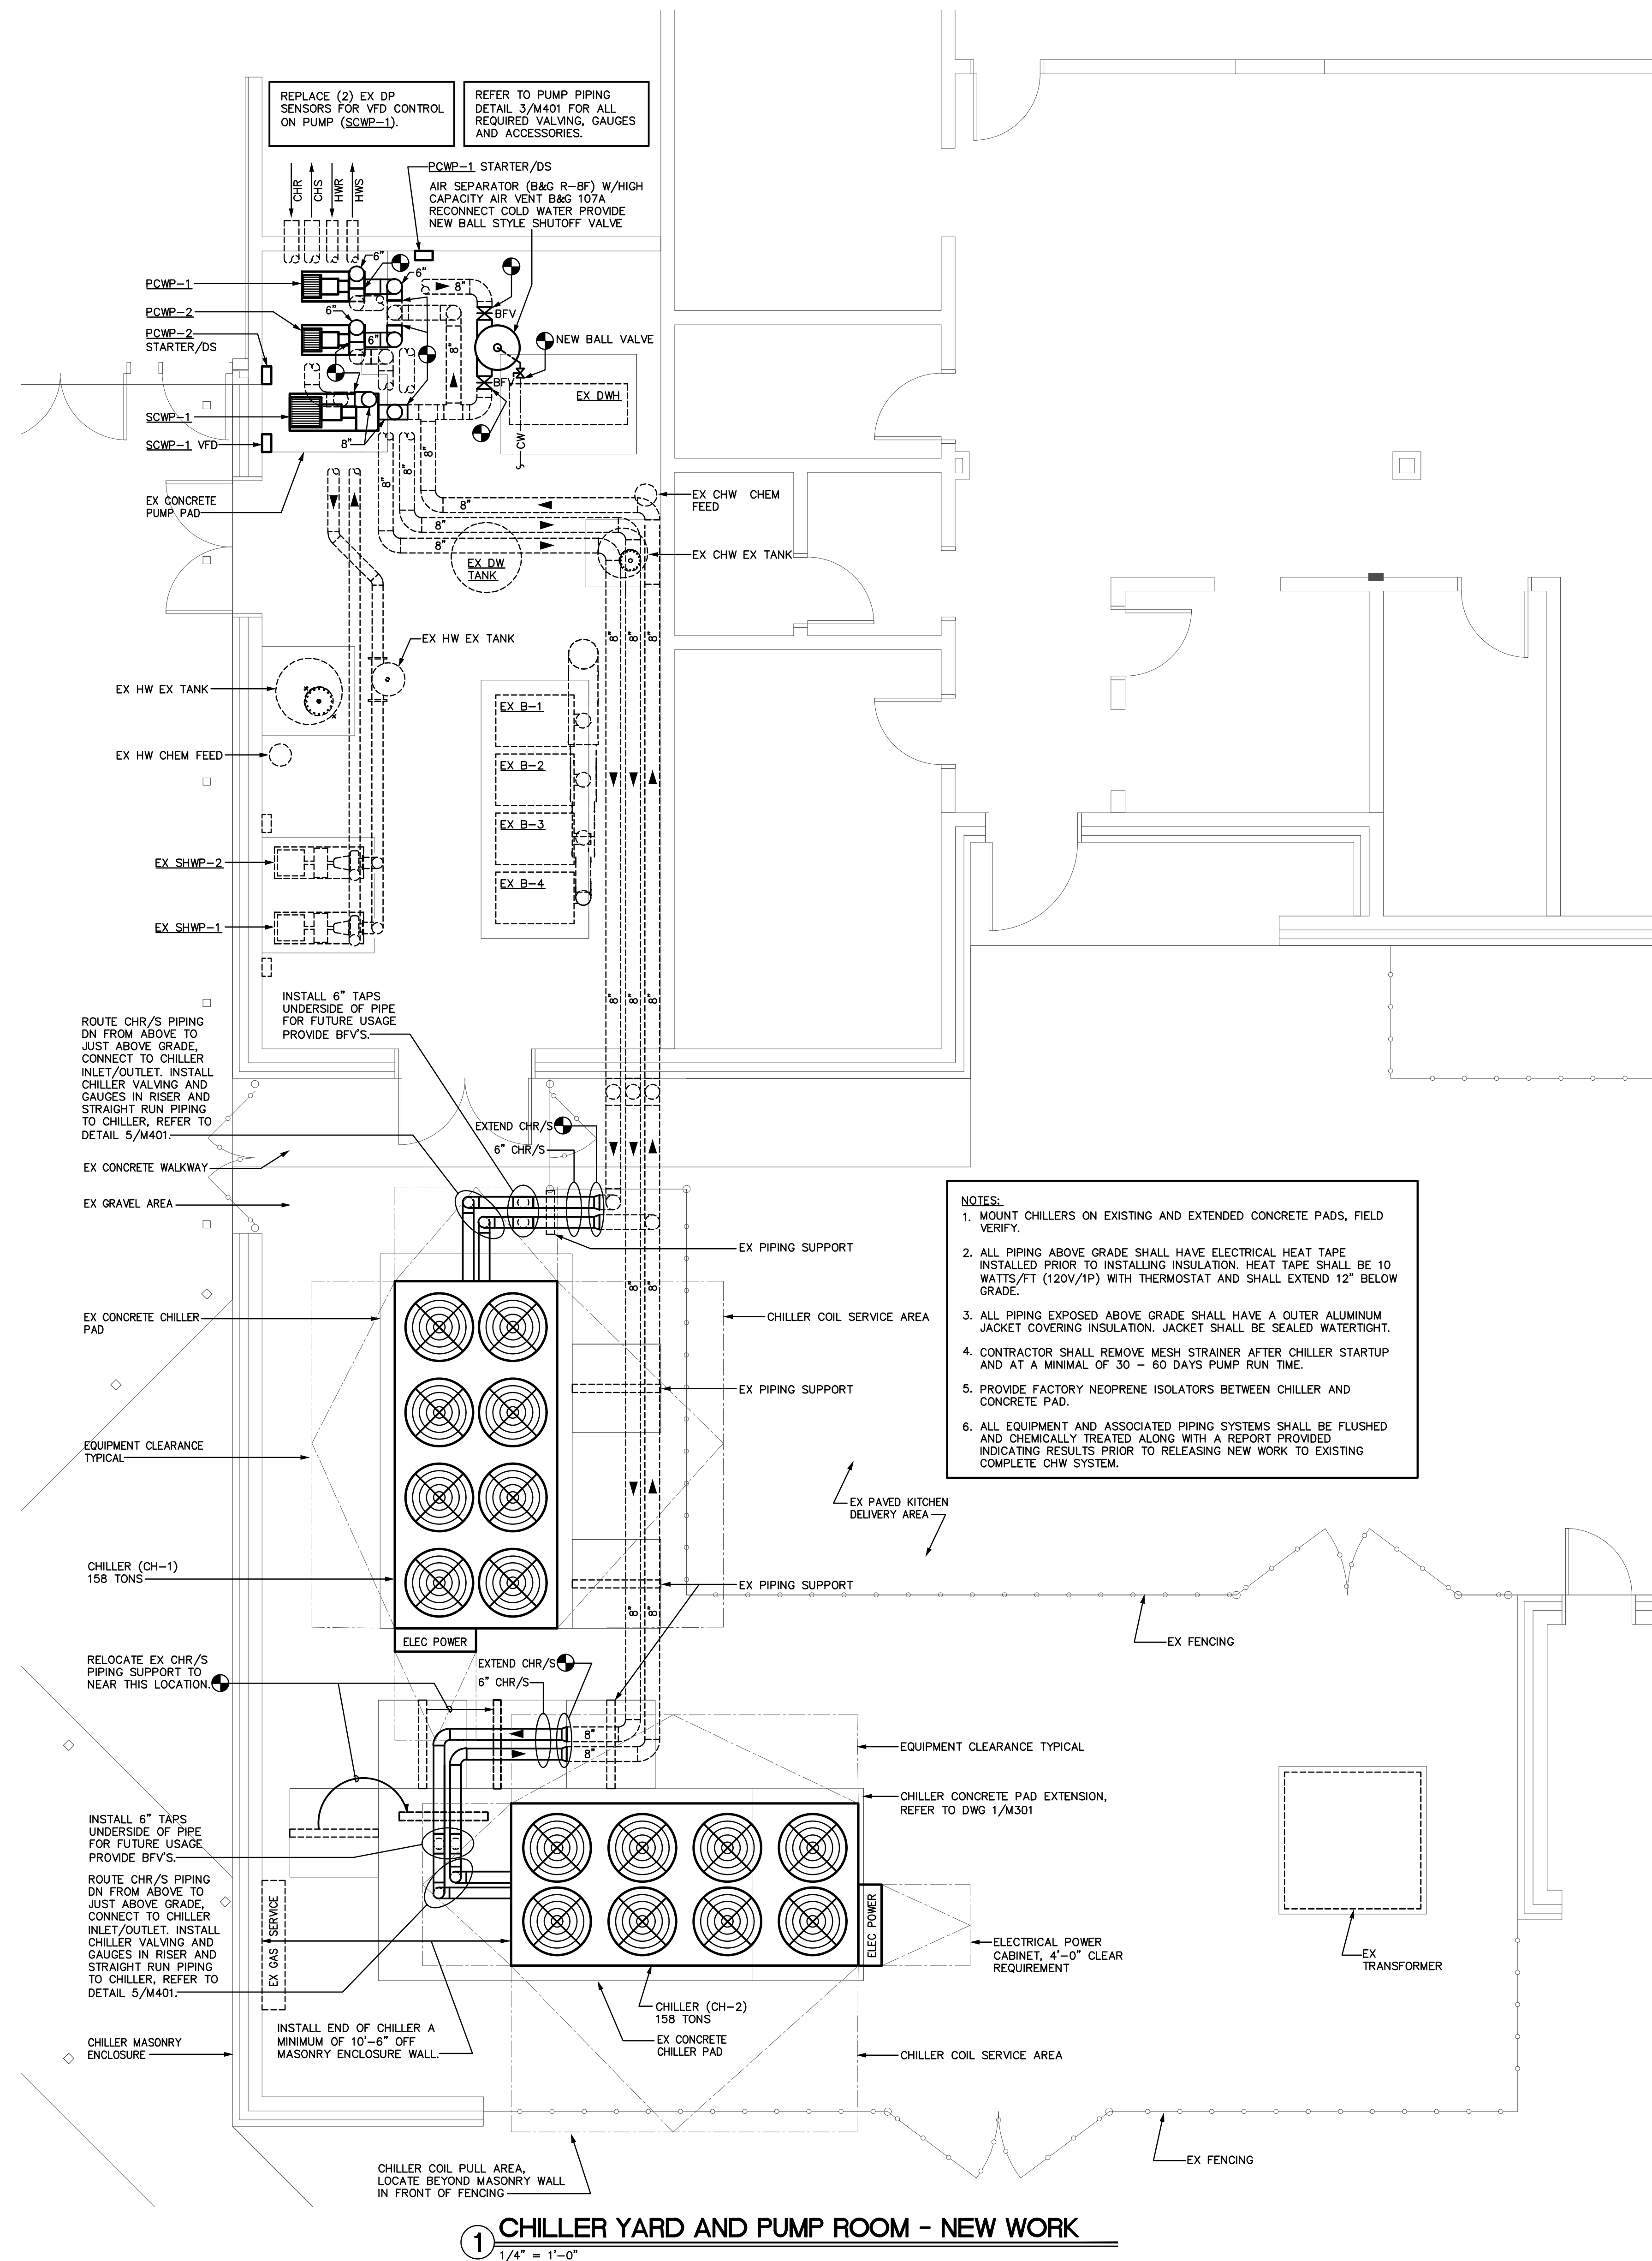 REPLACE (2) EX DP
SENSORS FOR VFD CONTROL
ON PUMP (SCWP-1).
REFER TO PUMP PIPING
DETAIL 3/M401 FOR ALL
REQUIRED VALVING, GAUGES
AND ACCESSORIES.
CHR
CHS
HWR
HWS
PCWP-1 STARTER/DS
AIR SEPARATOR (B&G R-8F) W/HIGH
CAPACITY AIR VENT B&G 107A
RECONNECT COLD WATER PROVIDE
NEW BALL STYLE SHUTOFF VALVE
6"
6"
8"
PCWP-1
PCWP-2
6"
BFV
PCWP-2
STARTER/DS
6"
8"
NEW BALL VALVE
BFV
EX DWH
SCWP-1
SCWP-1 VFD
8"
CW
8"
8"
8"
EX CONCRETE
PUMP PAD
EX CHW CHEM
FEED
8"
8"
8"
EX CHW EX TANK
EX DW
TANK
EX HW EX TANK
8"
8"
8"
EX HW EX TANK
EX B-1
EX HW CHEM FEED
EX B-2
EX B-3
EX SHWP-2
EX B-4
EX SHWP-1
INSTALL 6" TAPS
UNDERSIDE OF PIPE
FOR FUTURE USAGE
PROVIDE BFV'S.
8"
8"
8"
ROUTE CHR/S PIPING
DN FROM ABOVE TO
JUST ABOVE GRADE,
CONNECT TO CHILLER
INLET/OUTLET. INSTALL
CHILLER VALVING AND
GAUGES IN RISER AND
STRAIGHT RUN PIPING
TO CHILLER, REFER TO
DETAIL 5/M401.
EXTEND CHR/S
6" CHR/S
EX CONCRETE WALKWAY
EX GRAVEL AREA
EX PIPING SUPPORT
NOTES:
1. MOUNT CHILLERS ON EXISTING AND EXTENDED CONCRETE PADS, FIELD
VERIFY.
2. ALL PIPING ABOVE GRADE SHALL HAVE ELECTRICAL HEAT TAPE
INSTALLED PRIOR TO INSTALLING INSULATION. HEAT TAPE SHALL BE 10
WATTS/FT (120V/1P) WITH THERMOSTAT AND SHALL EXTEND 12" BELOW
GRADE.
3. ALL PIPING EXPOSED ABOVE GRADE SHALL HAVE A OUTER ALUMINUM
JACKET COVERING INSULATION. JACKET SHALL BE SEALED WATERTIGHT.
4. CONTRACTOR SHALL REMOVE MESH STRAINER AFTER CHILLER STARTUP
AND AT A MINIMAL OF 30 - 60 DAYS PUMP RUN TIME.
5. PROVIDE FACTORY NEOPRENE ISOLATORS BETWEEN CHILLER AND
CONCRETE PAD.
6. ALL EQUIPMENT AND ASSOCIATED PIPING SYSTEMS SHALL BE FLUSHED
AND CHEMICALLY TREATED ALONG WITH A REPORT PROVIDED
INDICATING RESULTS PRIOR TO RELEASING NEW WORK TO EXISTING
COMPLETE CHW SYSTEM.
8"
8"
EX CONCRETE CHILLER
PAD
CHILLER COIL SERVICE AREA
EX PIPING SUPPORT
EQUIPMENT CLEARANCE
TYPICAL
EX PAVED KITCHEN
DELIVERY AREA
CHILLER (CH-1)
158 TONS
EX PIPING SUPPORT
8"
8"
ELEC POWER
EX FENCING
RELOCATE EX CHR/S
PIPING SUPPORT TO
NEAR THIS LOCATION.
EXTEND CHR/S
6" CHR/S
8"
8"
EQUIPMENT CLEARANCE TYPICAL
CHILLER CONCRETE PAD EXTENSION,
REFER TO DWG 1/M301
INSTALL 6" TAPS
UNDERSIDE OF PIPE
FOR FUTURE USAGE
PROVIDE BFV'S.
ROUTE CHR/S PIPING
DN FROM ABOVE TO
JUST ABOVE GRADE,
CONNECT TO CHILLER
INLET/OUTLET. INSTALL
CHILLER VALVING AND
GAUGES IN RISER AND
STRAIGHT RUN PIPING
TO CHILLER, REFER TO
DETAIL 5/M401.
EX GAS SERVICE
ELEC POWER
ELECTRICAL POWER
CABINET, 4'-0" CLEAR
REQUIREMENT
EX
TRANSFORMER
CHILLER (CH-2)
158 TONS
INSTALL END OF CHILLER A
MINIMUM OF 10'-6" OFF
MASONRY ENCLOSURE WALL.
EX CONCRETE
CHILLER PAD
CHILLER MASONRY
ENCLOSURE
CHILLER COIL SERVICE AREA
EX FENCING
CHILLER COIL PULL AREA,
LOCATE BEYOND MASONRY WALL
IN FRONT OF FENCING
1 CHILLER YARD AND PUMP ROOM - NEW WORK
1/4" = 1'-0"